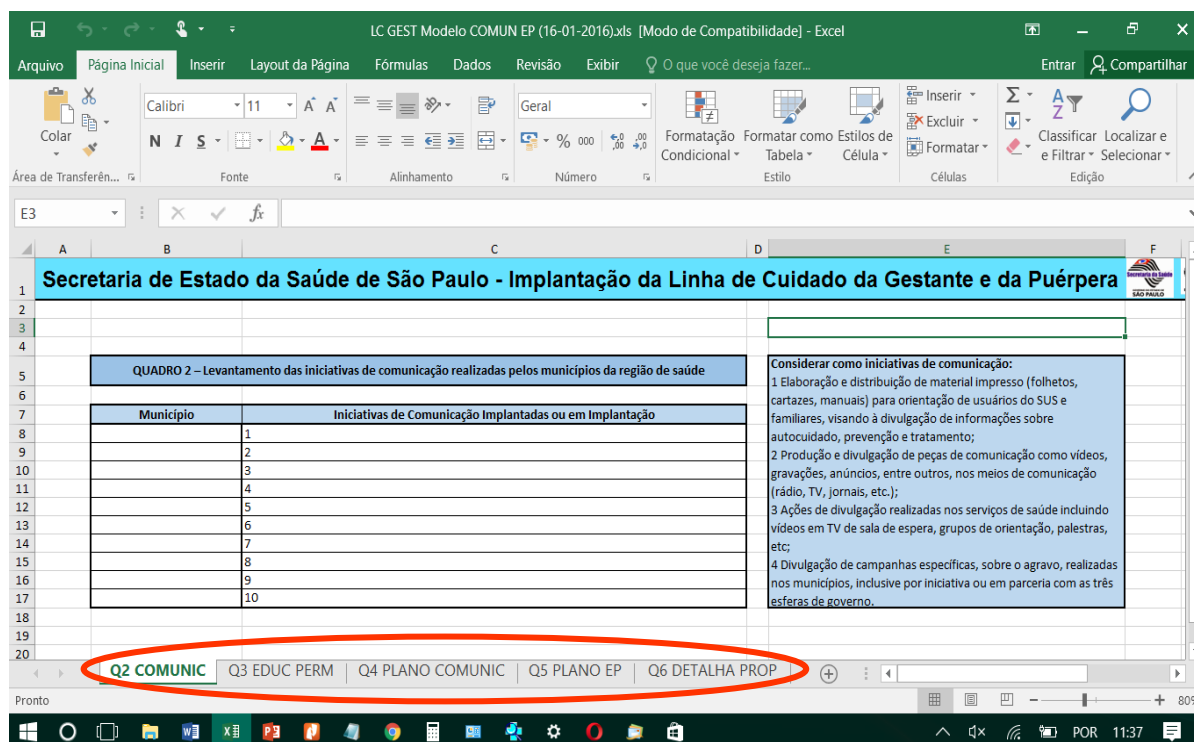 LC GEST Modelo COMUN EP (16-01-2016).xls [Modo de Compatibilidade] - Excel
Arquivo Página Inicial Inserir Layout da Página Fórmulas Dados Revisão Exibir O que você deseja fazer... Entrar Compartilhar
Colar
Calibri 11
N I S
A A
A
Geral
% 000
Formatação Condicional
Formatar como Tabela
Estilos de Célula
Inserir
Excluir
Formatar
Classificar e Filtrar
Localizar e Selecionar
Área de Transferên... Fonte Alinhamento Número Estilo Células Edição
E3 fx
A B C D E F
1 Secretaria de Estado da Saúde de São Paulo - Implantação da Linha de Cuidado da Gestante e da Puérpera
Secretaria da Saúde
SÃO PAULO
2
3
4
5 QUADRO 2 – Levantamento das iniciativas de comunicação realizadas pelos municípios da região de saúde
6
7 Município Iniciativas de Comunicação Implantadas ou em Implantação
8 1
9 2
10 3
11 4
12 5
13 6
14 7
15 8
16 9
17 10
18
19
20
Considerar como iniciativas de comunicação:
1 Elaboração e distribuição de material impresso (folhetos,
cartazes, manuais) para orientação de usuários do SUS e
familiares, visando à divulgação de informações sobre
autocuidado, prevenção e tratamento;
2 Produção e divulgação de peças de comunicação como vídeos,
gravações, anúncios, entre outros, nos meios de comunicação
(rádio, TV, jornais, etc.);
3 Ações de divulgação realizadas nos serviços de saúde incluindo
vídeos em TV de sala de espera, grupos de orientação, palestras,
etc;
4 Divulgação de campanhas específicas, sobre o agravo, realizadas
nos municípios, inclusive por iniciativa ou em parceria com as três
esferas de governo.
Q2 COMUNIC Q3 EDUC PERM Q4 PLANO COMUNIC Q5 PLANO EP Q6 DETALHA PROP
Pronto
POR 11:37